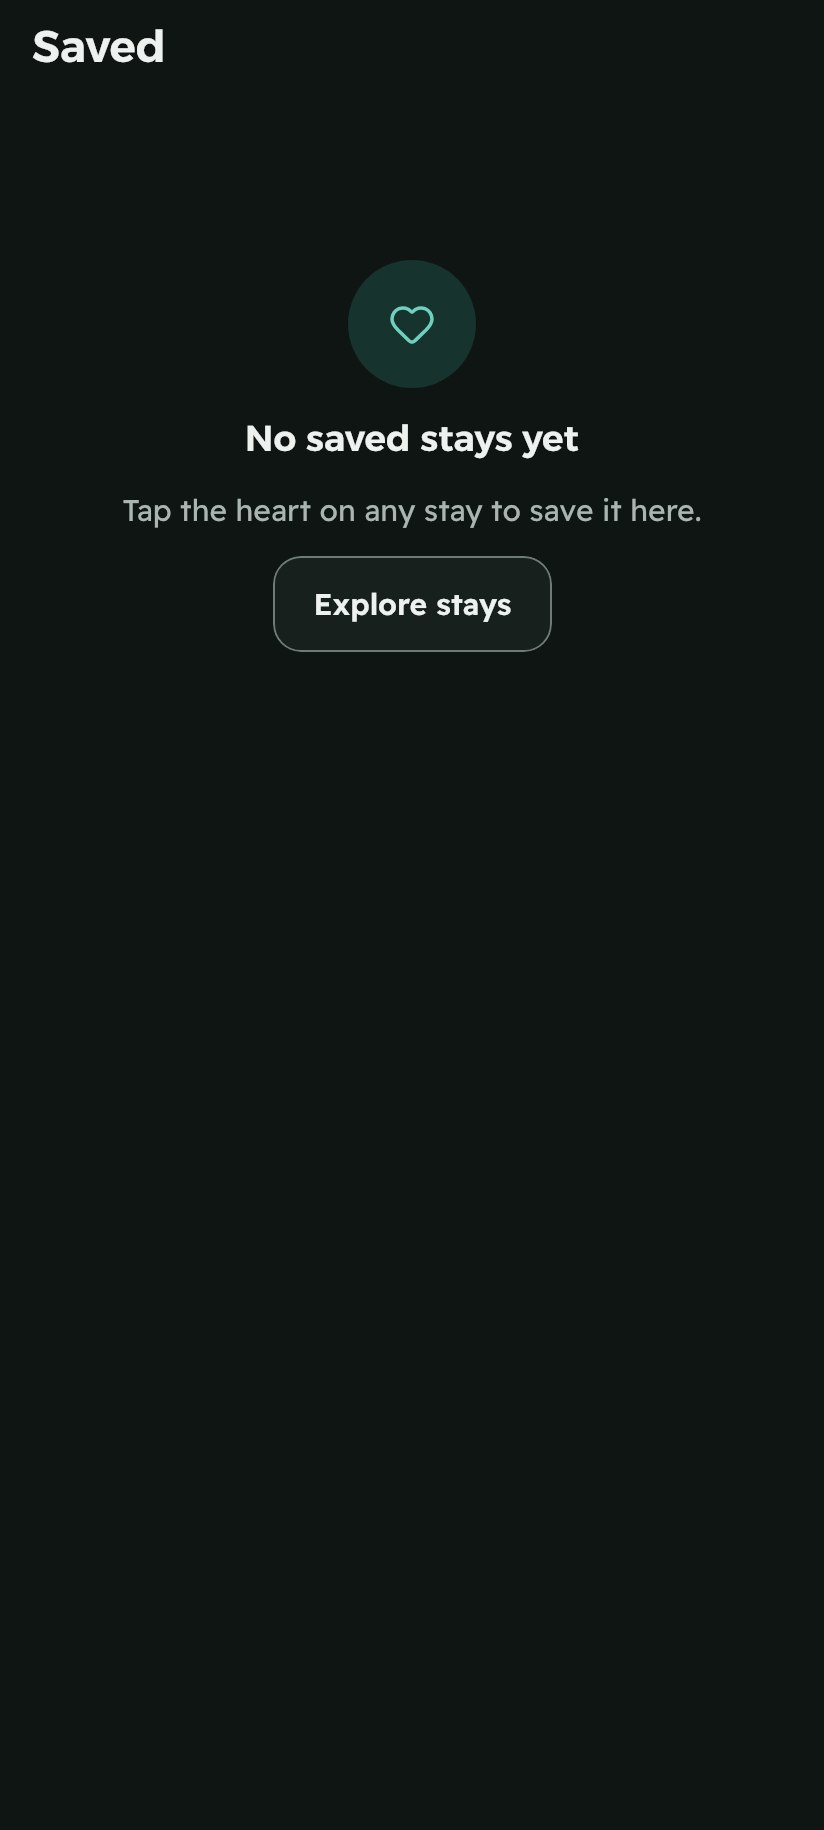 Saved
No saved stays yet
Tap the heart on any stay to save it here.
Explore stays